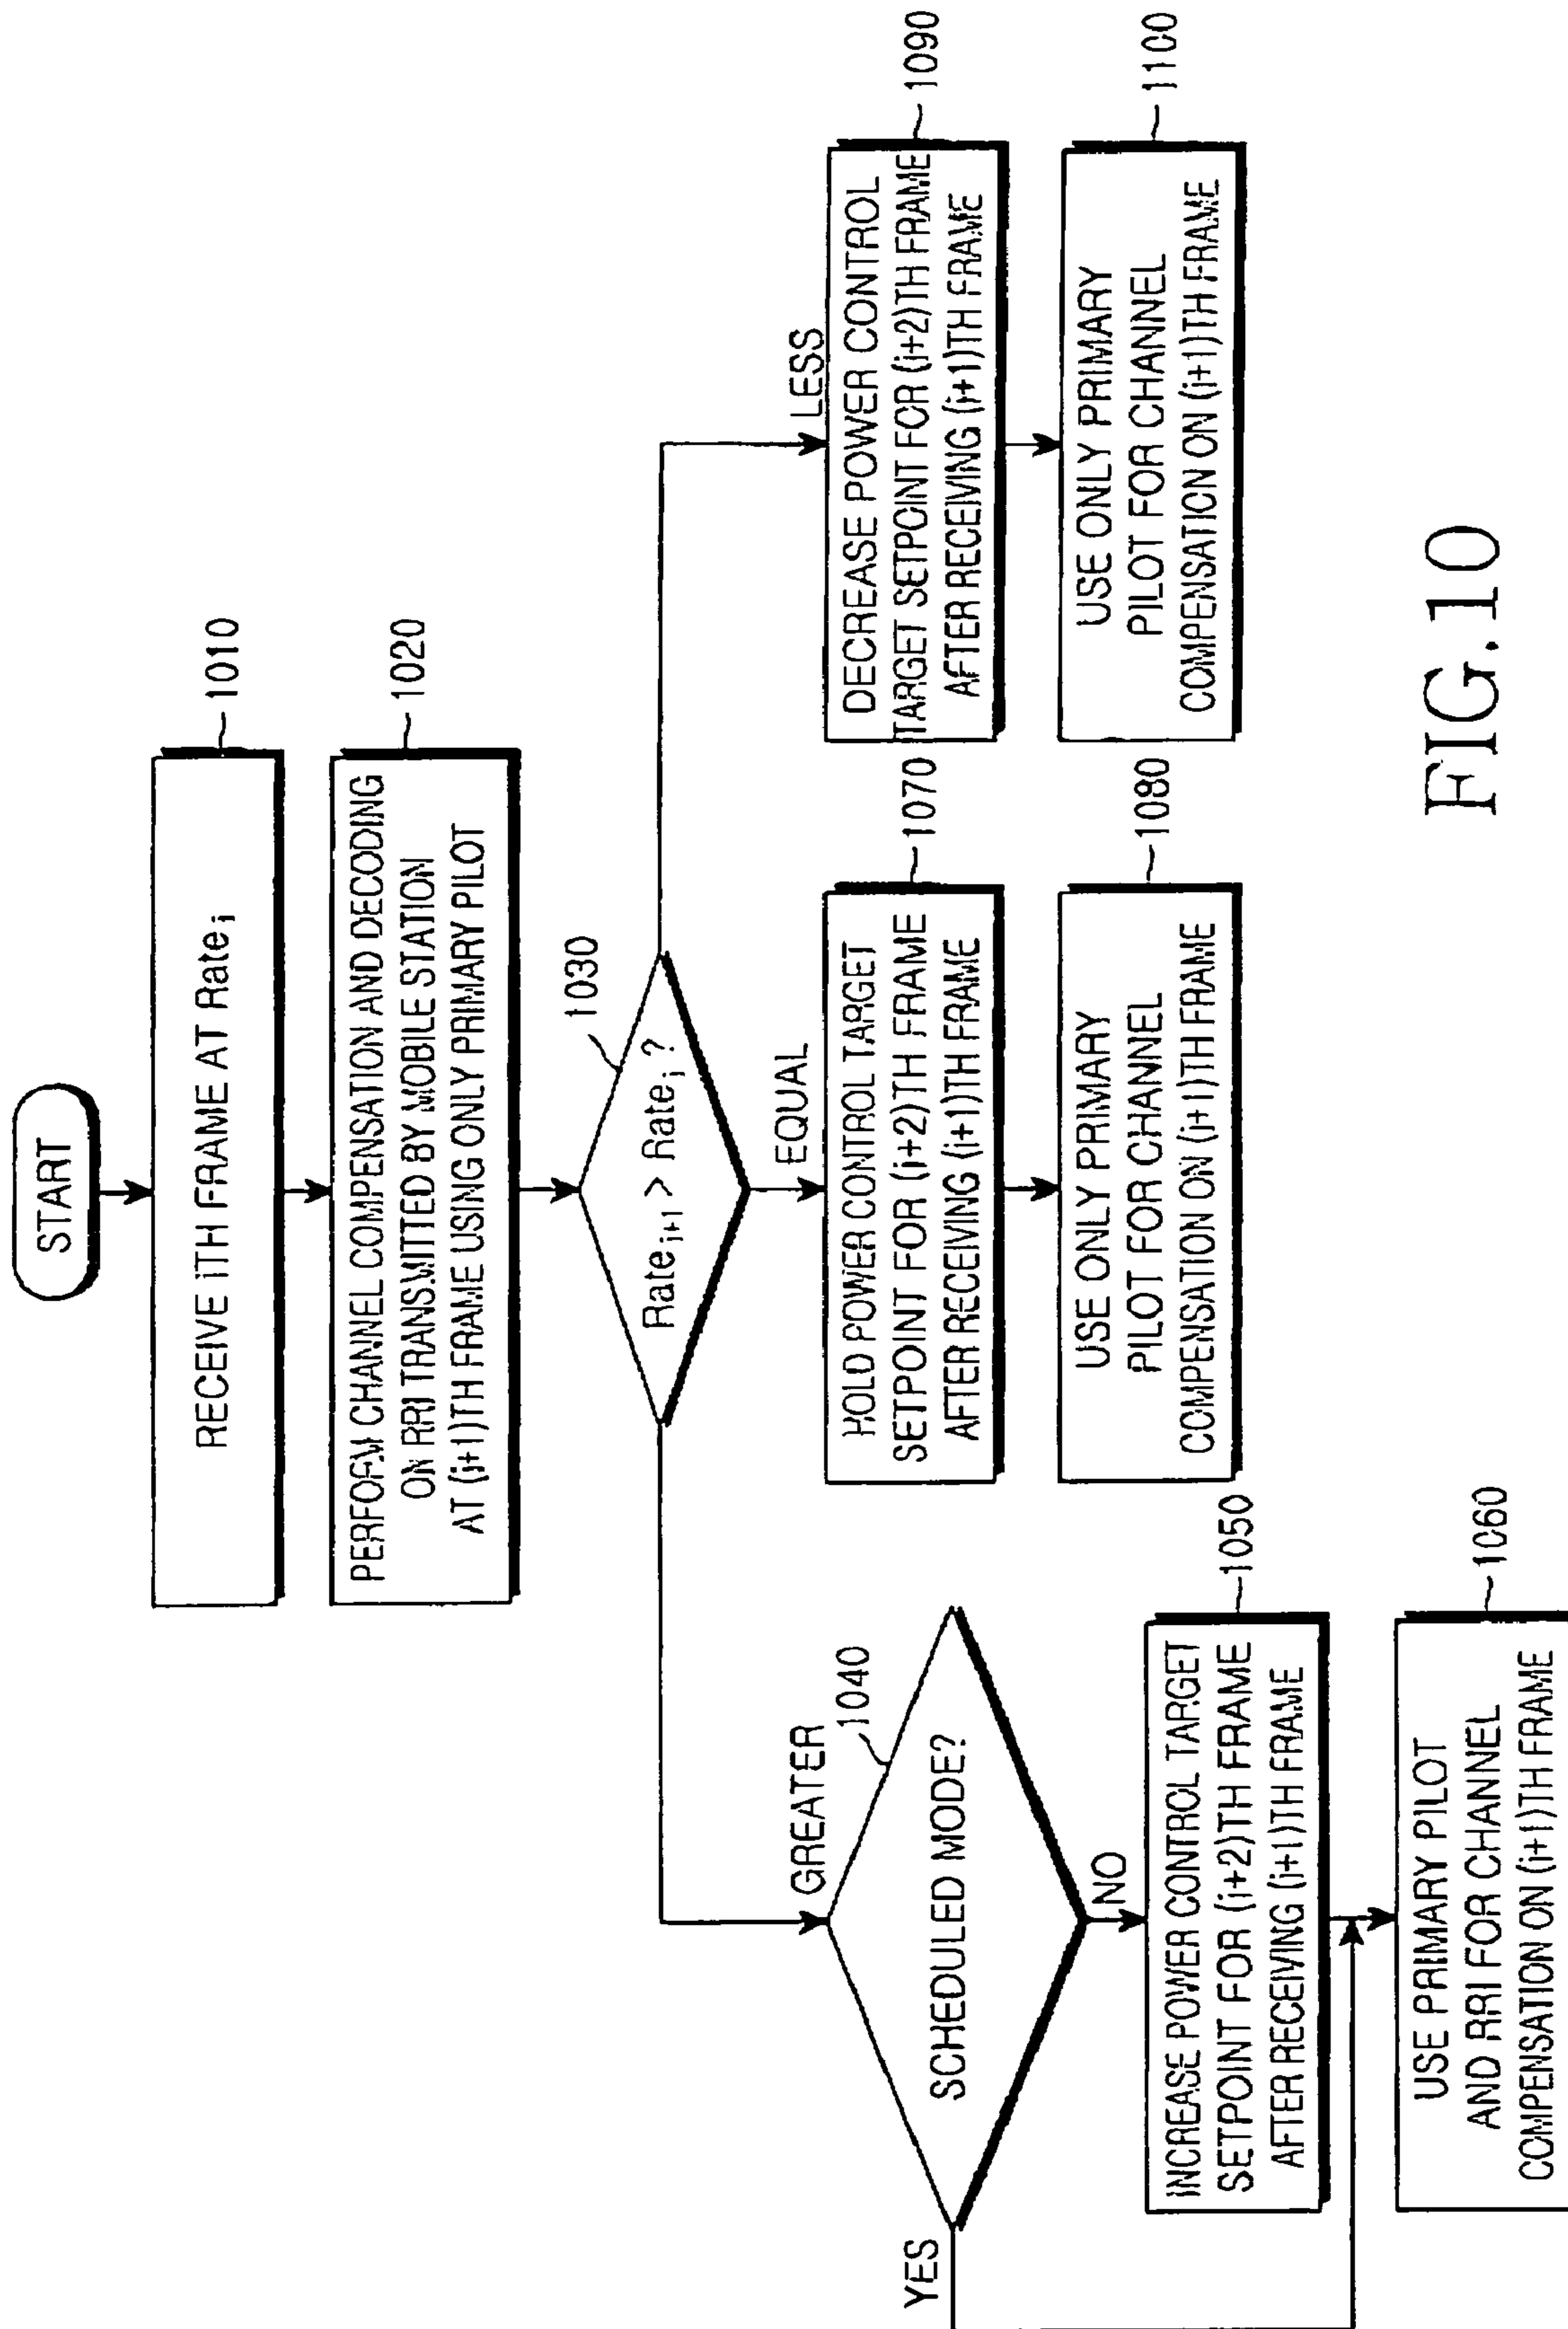 START
RECEIVE iTH FRAME AT Rate i
1010
PERFORM CHANNEL COMPENSATION AND DECODING
ON RRI TRANSMITTED BY MOBILE STATION
AT (i+1)TH FRAME USING ONLY PRIMARY PILOT
1020
Rate i+1 > Rate i ?
1030
GREATER
EQUAL
LESS
SCHEDULED MODE?
1040
YES
NO
INCREASE POWER CONTROL TARGET
SETPOINT FOR (i+2)TH FRAME
AFTER RECEIVING (i+1)TH FRAME
1050
USE PRIMARY PILOT
AND RRI FOR CHANNEL
COMPENSATION ON (i+1)TH FRAME
1060
HOLD POWER CONTROL TARGET
SETPOINT FOR (i+2)TH FRAME
AFTER RECEIVING (i+1)TH FRAME
1070
USE ONLY PRIMARY
PILOT FOR CHANNEL
COMPENSATION ON (i+1)TH FRAME
1080
DECREASE POWER CONTROL
TARGET SETPOINT FOR (i+2)TH FRAME
AFTER RECEIVING (i+1)TH FRAME
1090
USE ONLY PRIMARY
PILOT FOR CHANNEL
COMPENSATION ON (i+1)TH FRAME
1100
FIG.10